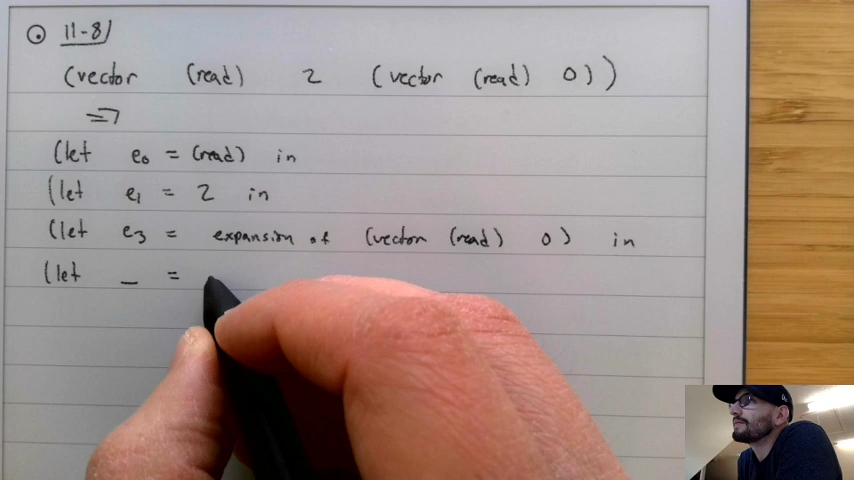 ⊙ 11-8/
(vector (read) 2 (vector (read) 0))
=>
(let e₀ = (read) in
(let e₁ = 2 in
(let e₃ = expansion of (vector (read) 0) in
(let _ =